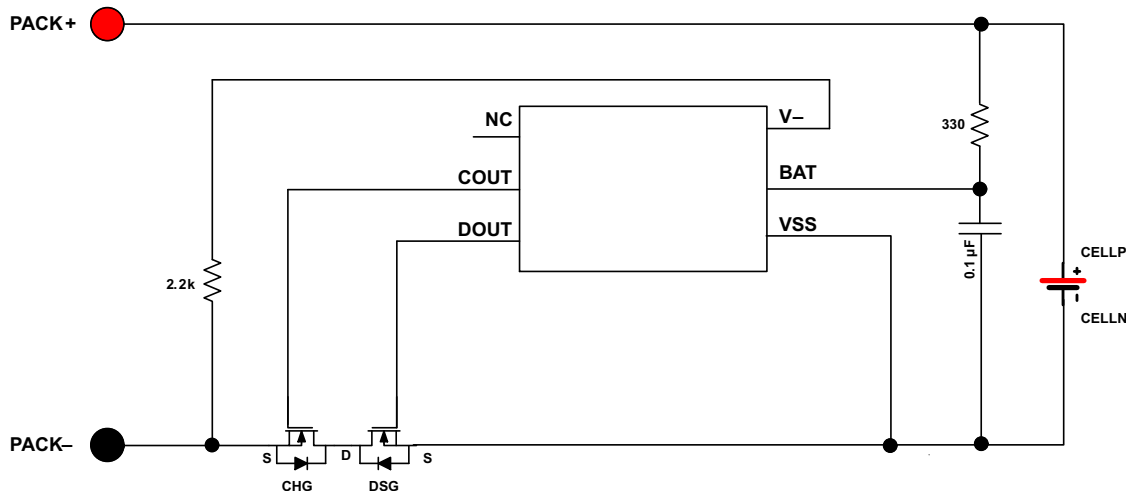 PACK+
NC
V–
330
COUT
BAT
DOUT
VSS
0.1 µF
CELLP
+
-
2.2k
CELLN
PACK–
S
D
S
CHG
DSG